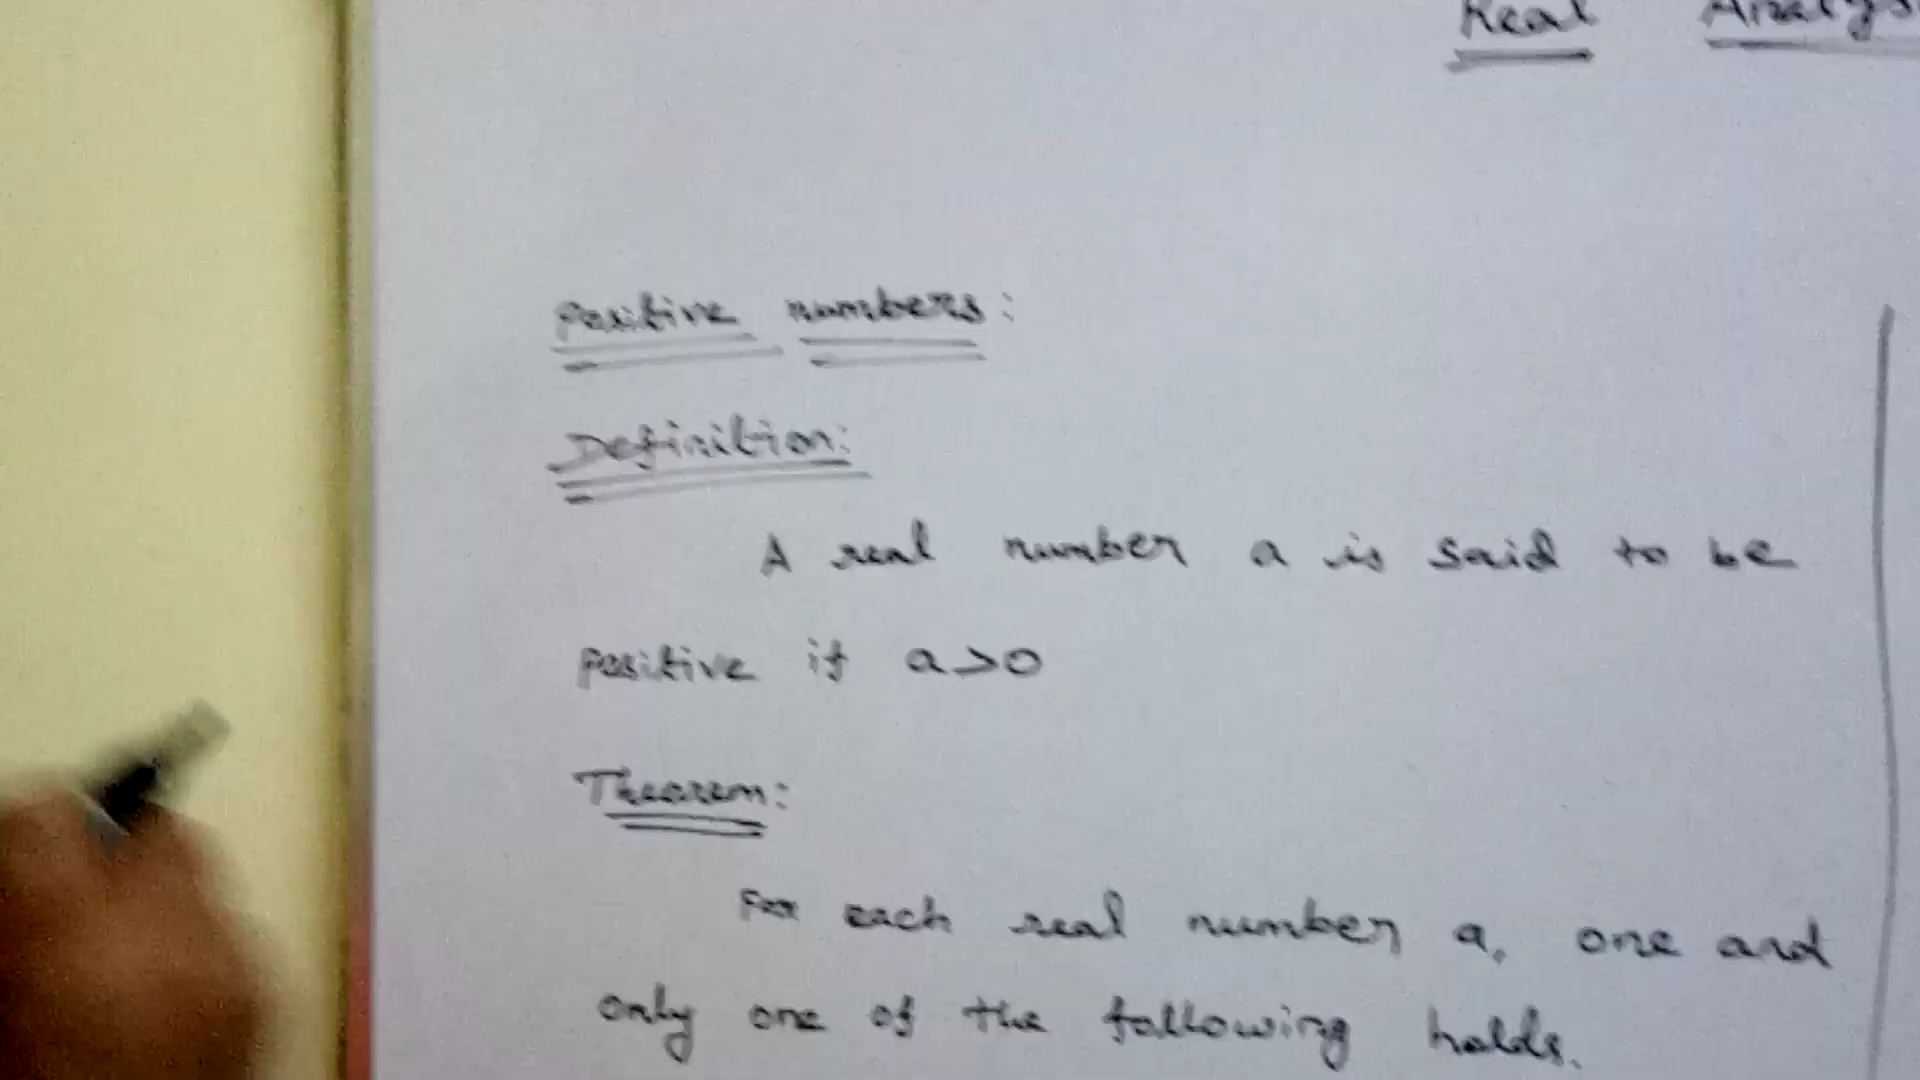 Real Analys
Positive numbers:
Definition:
A real number a is said to be
positive if a>0
Theorem:
For each real number a, one and
only one of the following holds.